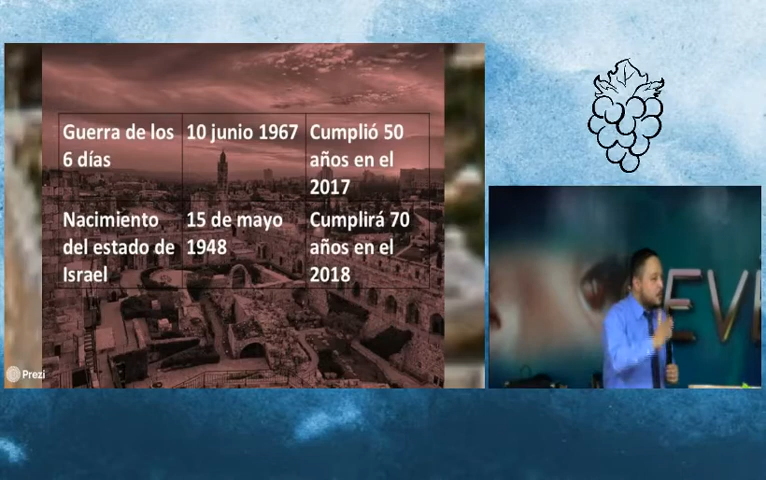 Guerra de los
6 días
10 junio 1967
Cumplió 50
años en el
2017
Nacimiento
del estado de
Israel
15 de mayo
1948
Cumplirá 70
años en el
2018
Prezi